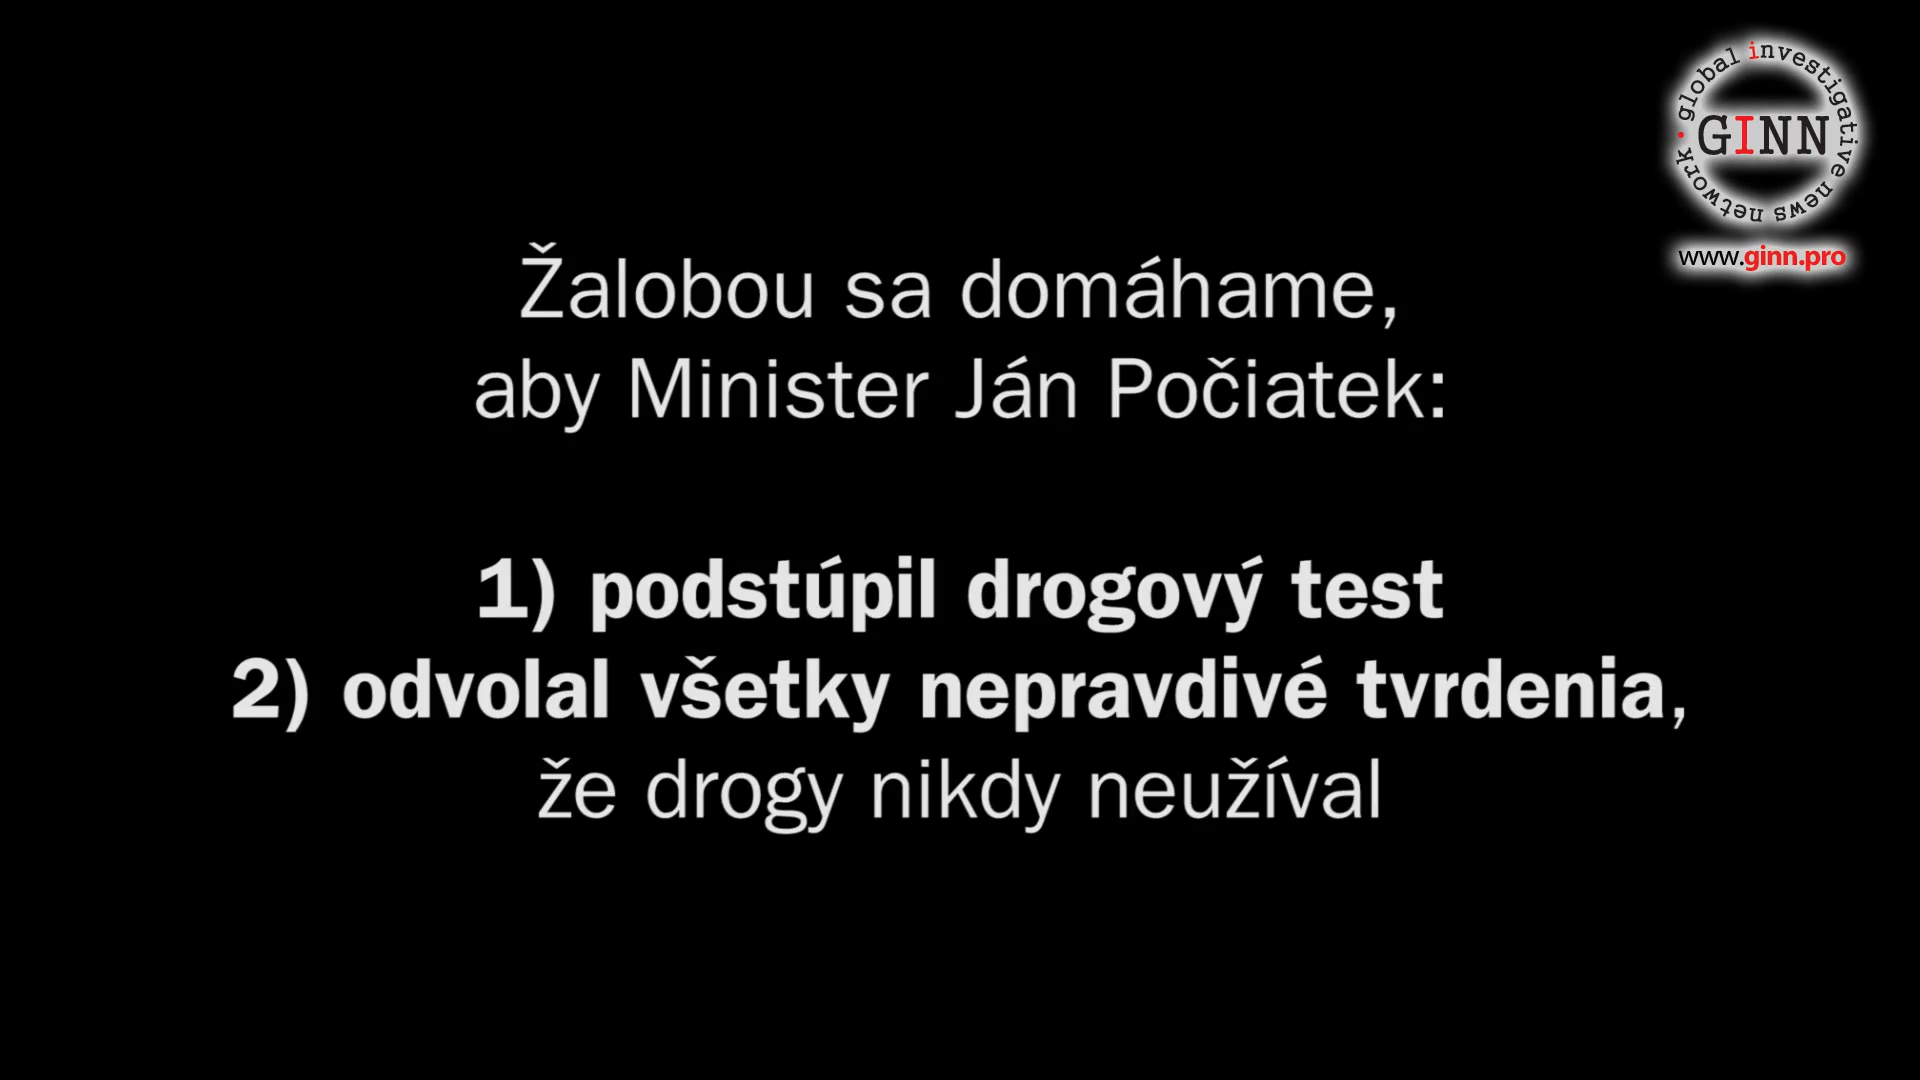 global investigative news network
GINN
www.ginn.pro
Žalobou sa domáhame,
aby Minister Ján Počiatek:
1) podstúpil drogový test
2) odvolal všetky nepravdivé tvrdenia,
že drogy nikdy neužíval